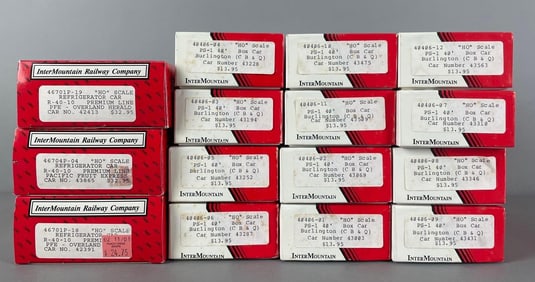 InterMountain Railway Company
46701P-19 "HO" SCALE
REFRIGERATOR CAR
R-40-10 PREMIUM LINE
PFE - OVERLAND HERALD
CAR NO. 42413 $32.95
InterMountain Railway Company
46704P-04 "HO" SCALE
REFRIGERATOR CAR
R-40-10 PREMIUM LINE
PACIFIC FRUIT EXPRESS
CAR NO. 43865
InterMountain Railway Company
46701P-18 "HO" SCALE
REFRIGERATOR CAR
R-40-10
PFE - OVERLAND
CAR NO. 42391
$ 24.75
40406-04 "HO" Scale
PS-1 40' Box Car
Burlington (C B & Q)
Car Number 43228
$13.95
INTERMOUNTAIN
40406-03 "HO" Scale
PS-1 40' Box Car
Burlington (C B & Q)
Car Number 43194
$13.95
INTERMOUNTAIN
40406-05 "HO" Scale
PS-1 40' Box Car
Burlington (C B & Q)
Car Number 43252
$13.95
INTERMOUNTAIN
40406-06 "HO" Scale
PS-1 40' Box Car
Burlington (C B & Q)
Car Number 43287
$13.95
INTERMOUNTAIN
40406-10 "HO" Scale
PS-1 40' Box Car
Burlington (C B & Q)
Car Number 43475
$13.95
INTERMOUNTAIN
40406-11 "HO" Scale
PS-1 40' Box Car
Burlington (C B & Q)
Car Number
$13.95
INTERMOUNTAIN
40406-02 "HO" Scale
PS-1 40' Box Car
Burlington (C B & Q)
Car Number
$13.95
INTERMOUNTAIN
40406-01 "HO" Scale
PS-1 40' Box Car
Burlington (C B & Q)
Car Number 43003
$13.95
INTERMOUNTAIN
40406-12 "HO" Scale
PS-1 40' Box Car
Burlington (C B & Q)
Car Number 43563
$13.95
INTERMOUNTAIN
40406-07 "HO" Scale
PS-1 40' Box Car
Burlington (C B & Q)
Car Number 43310
$13.95
INTERMOUNTAIN
40406-08 "HO" Scale
PS-1 40' Box Car
Burlington (C B & Q)
Car Number 43346
$13.95
INTERMOUNTAIN
40406-09 "HO" Scale
PS-1 40' Box Car
Burlington (C B & Q)
Car Number 43431
$13.95
INTERMOUNTAIN